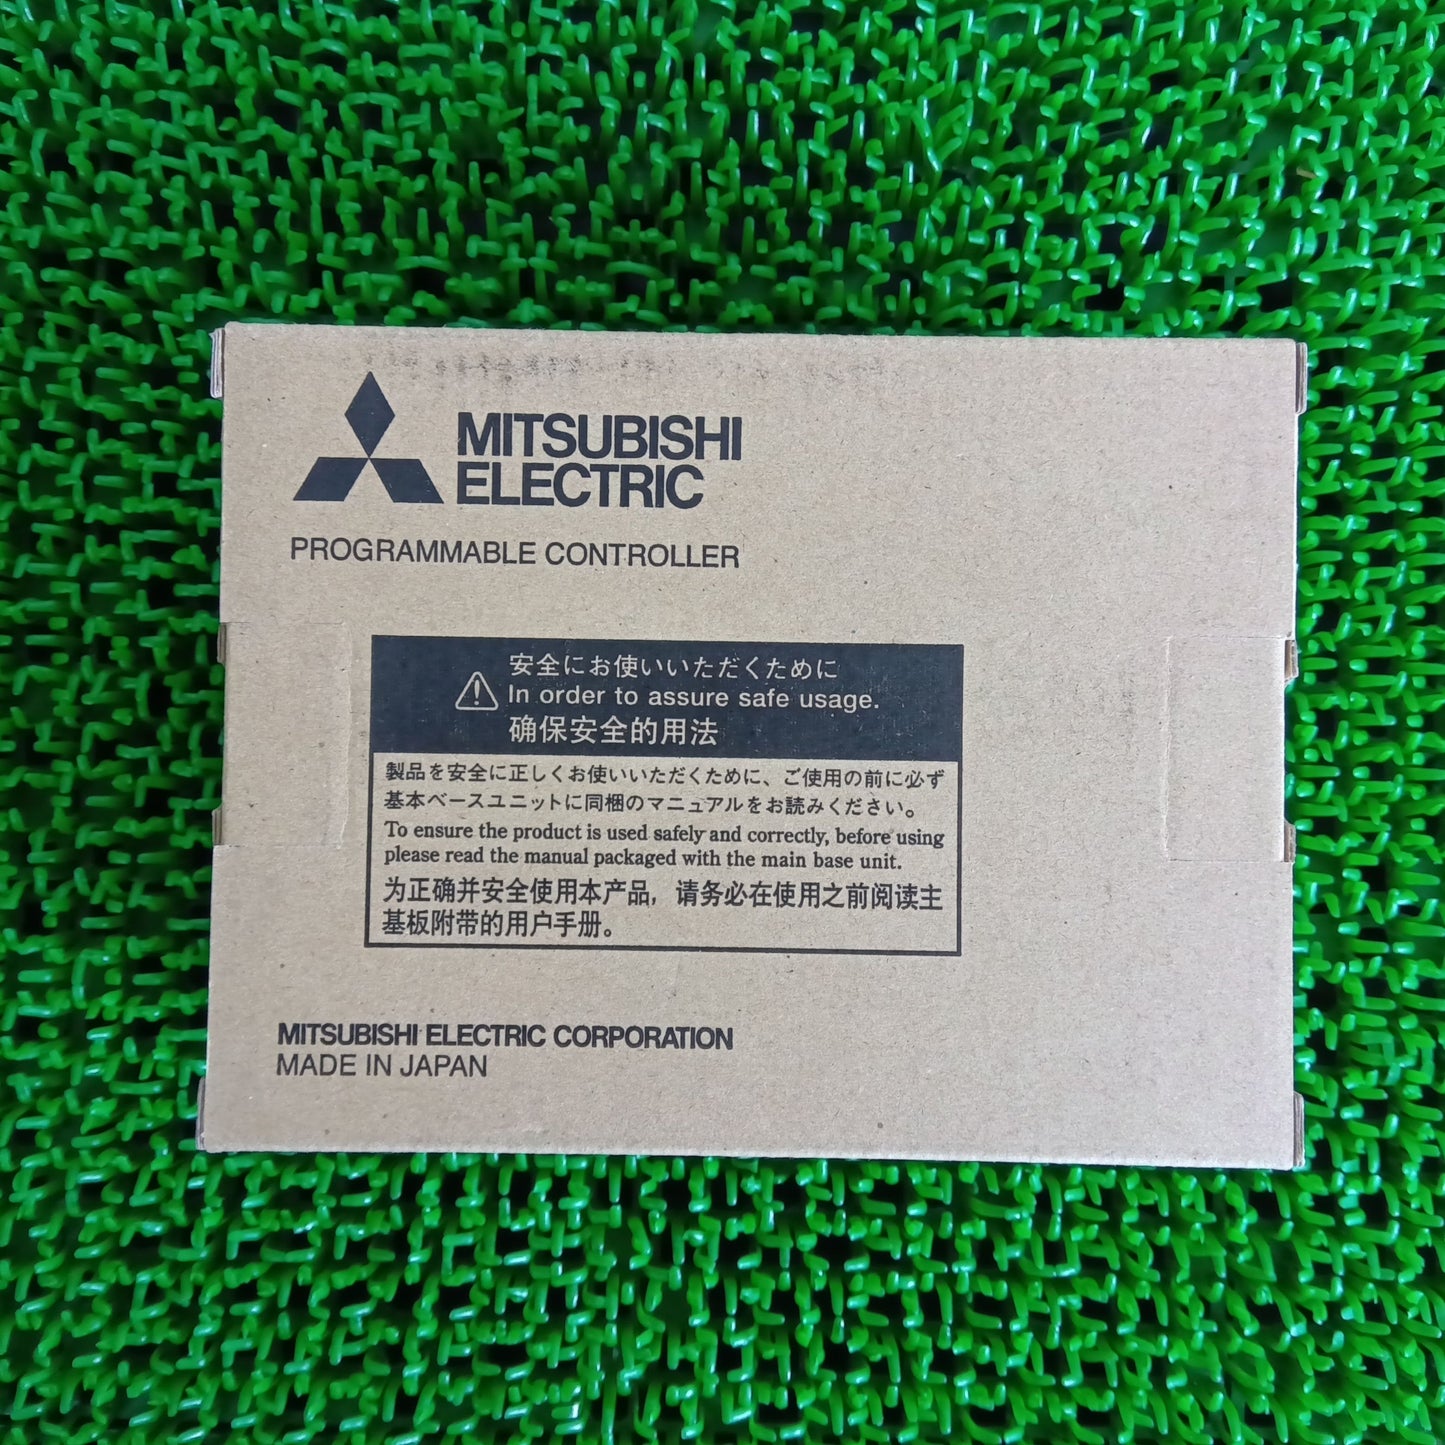 MITSUBISHI
ELECTRIC
PROGRAMMABLE CONTROLLER
安全にお使いいただくために
In order to assure safe usage.
确保安全的用法
製品を安全に正しくお使いいただくために、ご使用の前に必ず
基本ベースユニットに同梱のマニュアルをお読みください。
To ensure the product is used safely and correctly, before using
please read the manual packaged with the main base unit.
为正确并安全使用本产品，请务必在使用之前阅读主
基板附带的用户手册。
MITSUBISHI ELECTRIC CORPORATION
MADE IN JAPAN